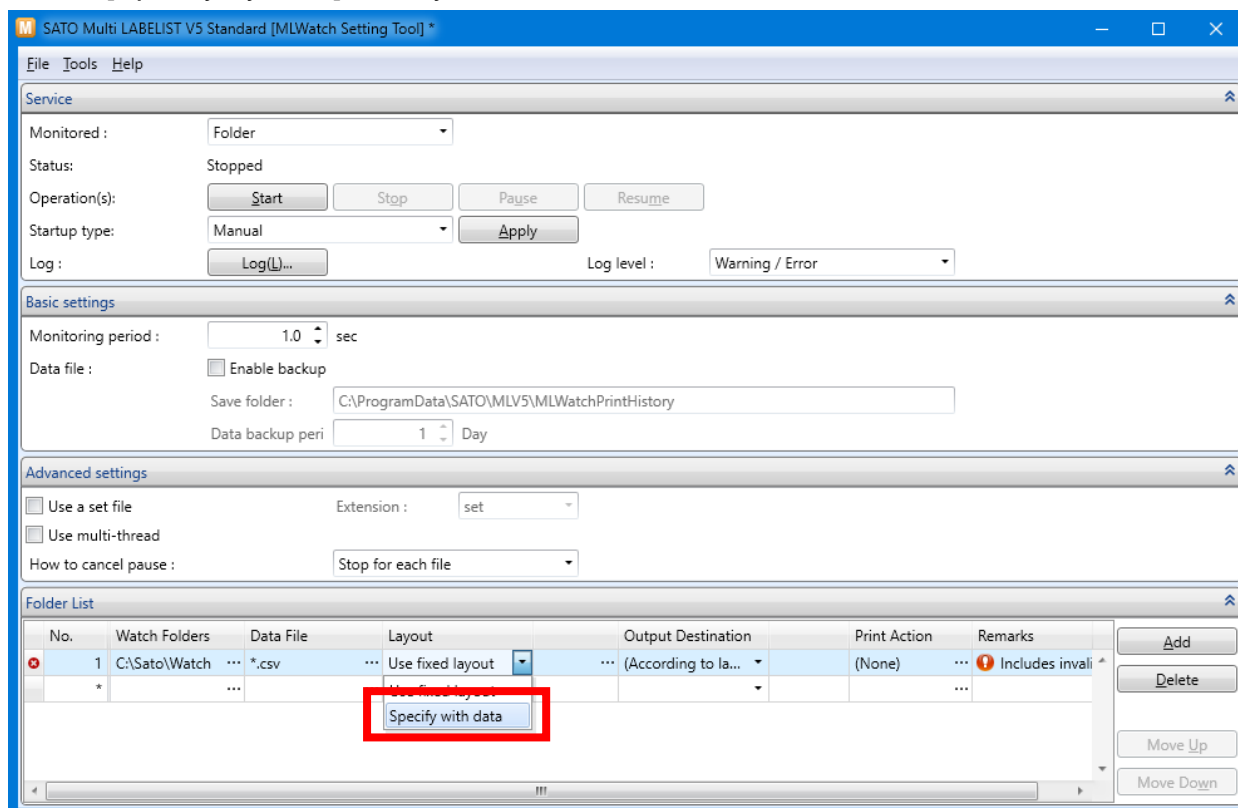 SATO Multi LABELIST V5 Standard [MLWatch Setting Tool] *
File Tools Help
Service
Monitored : Folder
Status: Stopped
Operation(s): Start Stop Pause Resume
Startup type: Manual Apply
Log : Log(L)... Log level : Warning / Error
Basic settings
Monitoring period : 1.0 sec
Data file : Enable backup
Save folder : C:\ProgramData\SATO\MLV5\MLWatchPrintHistory
Data backup peri 1 Day
Advanced settings
Use a set file Extension : set
Use multi-thread
How to cancel pause : Stop for each file
Folder List
No. Watch Folders Data File Layout Output Destination Print Action Remarks Add
1 C:\Sato\Watch ... *.csv ... Use fixed layout ... (According to la... (None) ... Includes invali
* ... Use fixed layout ... Delete
Specify with data
Move Up
Move Down